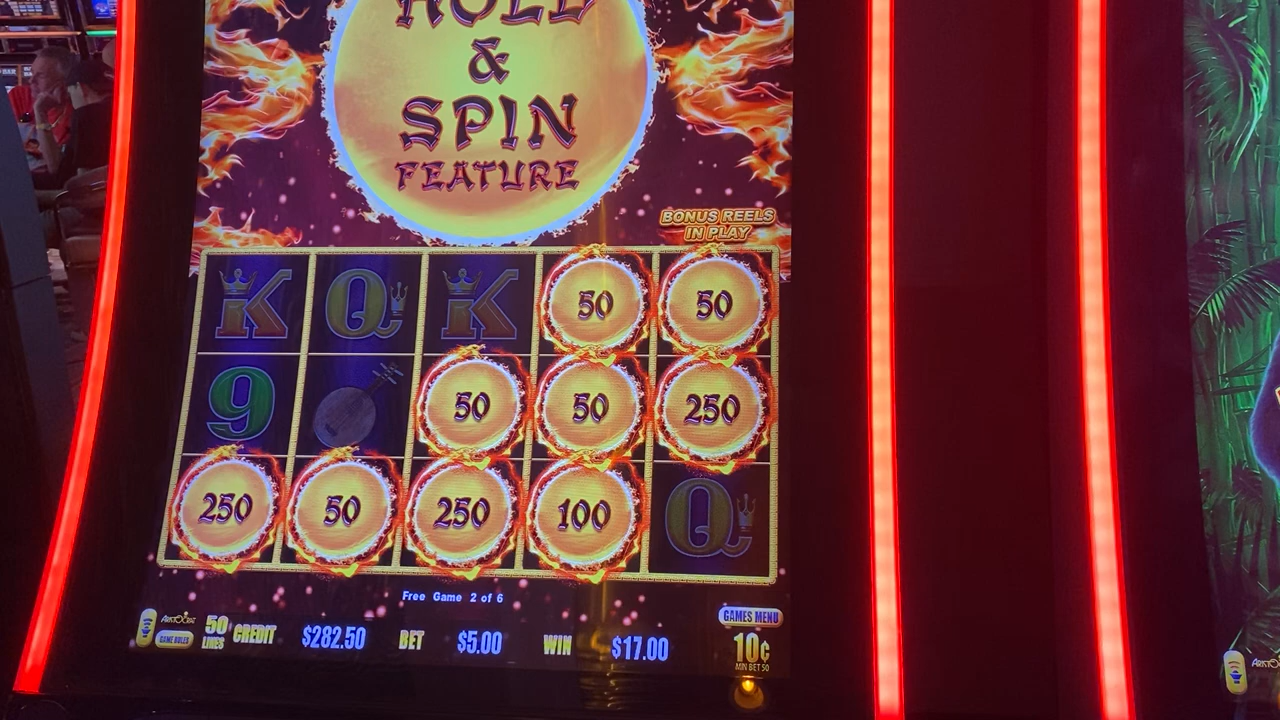 HOLD
&
SPIN
FEATURE
BONUS REELS
IN PLAY
K Q K 50 50
9 50 50 250
250 50 250 100 Q
Free Game 2 of 6
ARISTOCRAT
GAME RULES
50 LINES CREDIT $282.50 BET $5.00 WIN $17.00
GAMES MENU
10¢
MIN BET 50